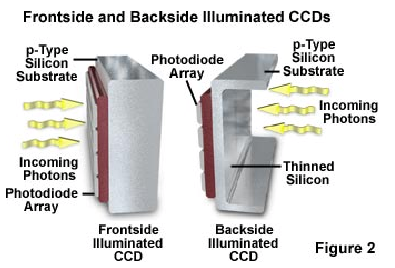 Frontside and Backside Illuminated CCDs
p-Type
Silicon
Substrate
Photodiode
Array
p-Type
Silicon
Substrate
Incoming
Photons
Incoming
Photons
Photodiode
Array
Thinned
Silicon
Frontside
Illuminated
CCD
Backside
Illuminated
CCD
Figure 2